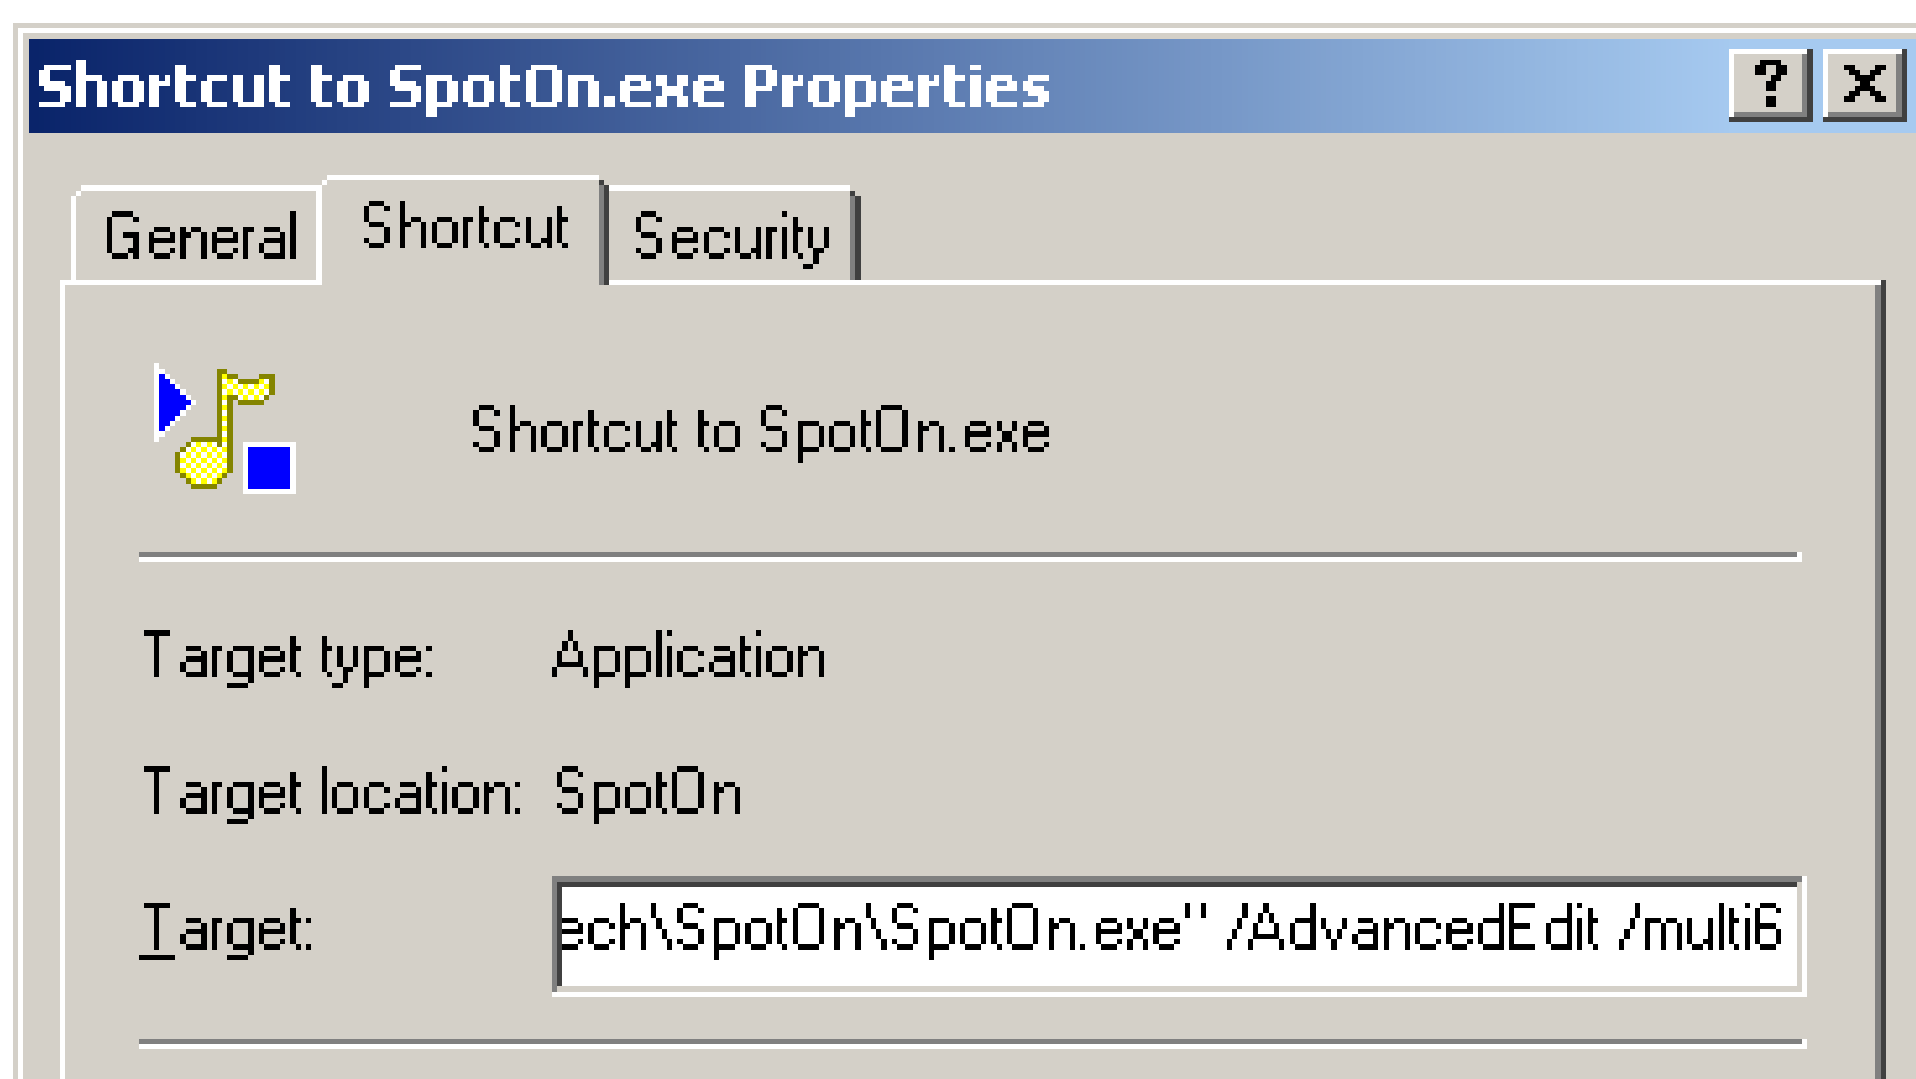 Shortcut to SpotOn.exe Properties
General Shortcut Security
Shortcut to SpotOn.exe
Target type: Application
Target location: SpotOn
Target: ech\SpotOn\SpotOn.exe" /AdvancedEdit /multi6